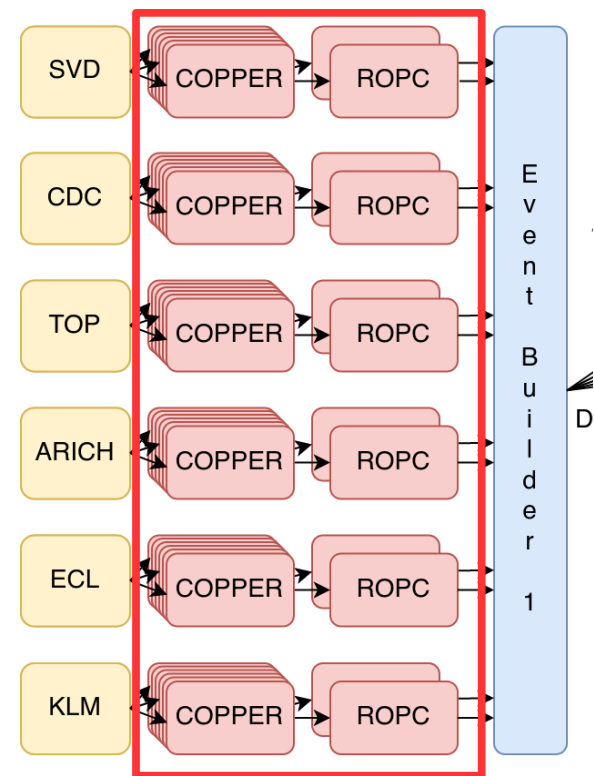 SVD COPPER ROPC
CDC COPPER ROPC
TOP COPPER ROPC
ARICH COPPER ROPC
ECL COPPER ROPC
KLM COPPER ROPC
Event Builder 1
D